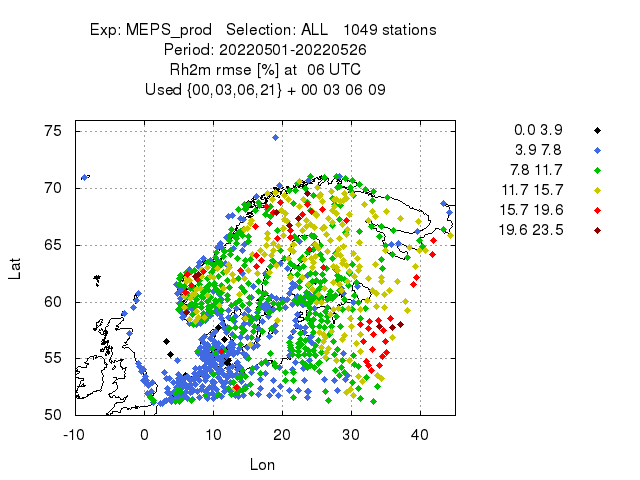 Exp: MEPS_prod   Selection: ALL   1049 stations
Period: 20220501-20220526
Rh2m rmse [%] at  06 UTC
Used {00,03,06,21} + 00 03 06 09
75
70
65
60
55
50
Lat
-10 0 10 20 30 40
Lon
0.0 3.9
3.9 7.8
7.8 11.7
11.7 15.7
15.7 19.6
19.6 23.5